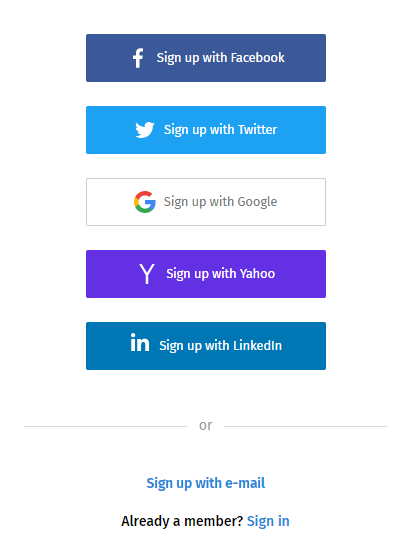 Sign up with Facebook
Sign up with Twitter
Sign up with Google
Sign up with Yahoo
in Sign up with LinkedIn
or
Sign up with e-mail
Already a member? Sign in